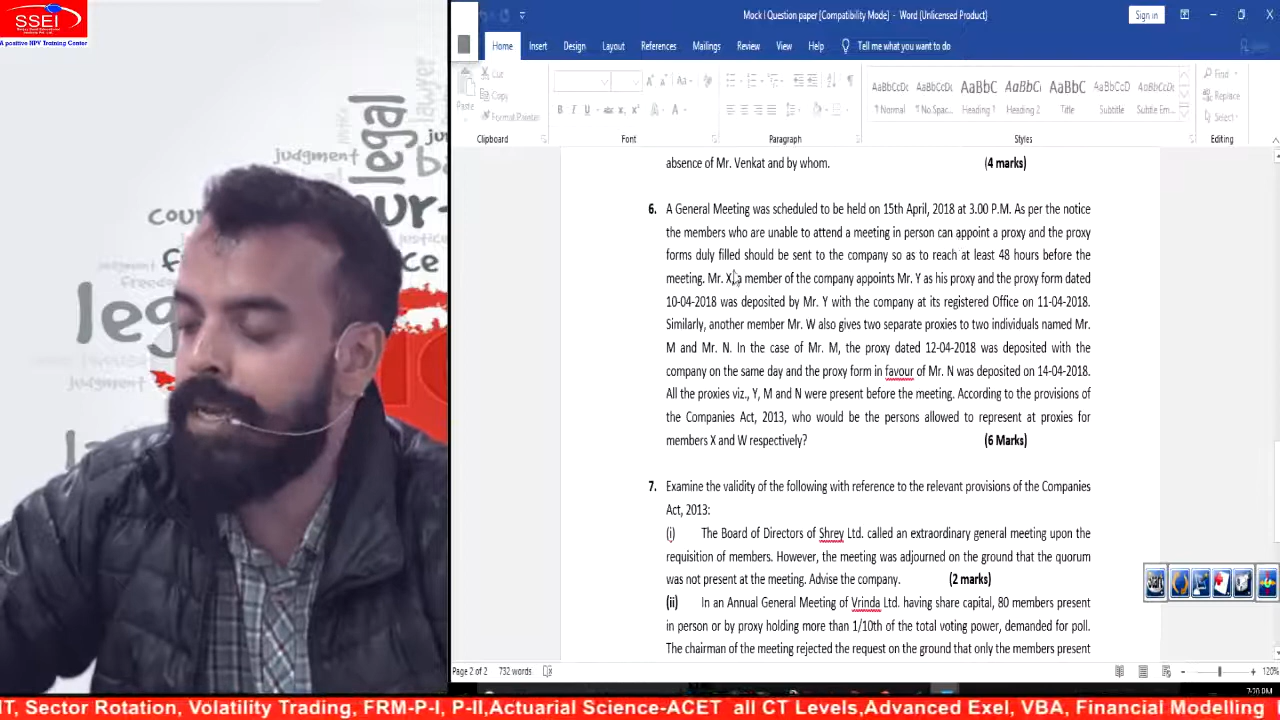 SSEI
A positive NPV Training Center
Mock I Question paper [Compatibility Mode] - Word (Unlicensed Product)
Sign in
Home Insert Design Layout References Mailings Review View Help Tell me what you want to do
Cut
Copy
Paste
Format Painter
Clipboard
Font
Paragraph
AaBbCcDc AaBbCcDc AaBbC AaBbCc AaBbC AaBbCcD AaBbCcDc
¶ Normal ¶ No Spac... Heading 1 Heading 2 Title Subtitle Subtle Em...
Styles
Find
Replace
Select
Editing
judgment
legal
lawyer
freedom
judgment
absence of Mr. Venkat and by whom. (4 marks)
6. A General Meeting was scheduled to be held on 15th April, 2018 at 3.00 P.M. As per the notice
the members who are unable to attend a meeting in person can appoint a proxy and the proxy
forms duly filled should be sent to the company so as to reach at least 48 hours before the
meeting. Mr. X, a member of the company appoints Mr. Y as his proxy and the proxy form dated
10-04-2018 was deposited by Mr. Y with the company at its registered Office on 11-04-2018.
Similarly, another member Mr. W also gives two separate proxies to two individuals named Mr.
M and Mr. N. In the case of Mr. M, the proxy dated 12-04-2018 was deposited with the
company on the same day and the proxy form in favour of Mr. N was deposited on 14-04-2018.
All the proxies viz., Y, M and N were present before the meeting. According to the provisions of
the Companies Act, 2013, who would be the persons allowed to represent at proxies for
members X and W respectively? (6 Marks)
7. Examine the validity of the following with reference to the relevant provisions of the Companies
Act, 2013:
(i) The Board of Directors of Shrey Ltd. called an extraordinary general meeting upon the
requisition of members. However, the meeting was adjourned on the ground that the quorum
was not present at the meeting. Advise the company. (2 marks)
(ii) In an Annual General Meeting of Vrinda Ltd. having share capital, 80 members present
in person or by proxy holding more than 1/10th of the total voting power, demanded for poll.
The chairman of the meeting rejected the request on the ground that only the members present
Start
Page 2 of 2 732 words
120%
7:20 PM
IT, Sector Rotation, Volatility Trading, FRM-P-I, P-II,Actuarial Science-ACET all CT Levels,Advanced Exel, VBA, Financial Modelling